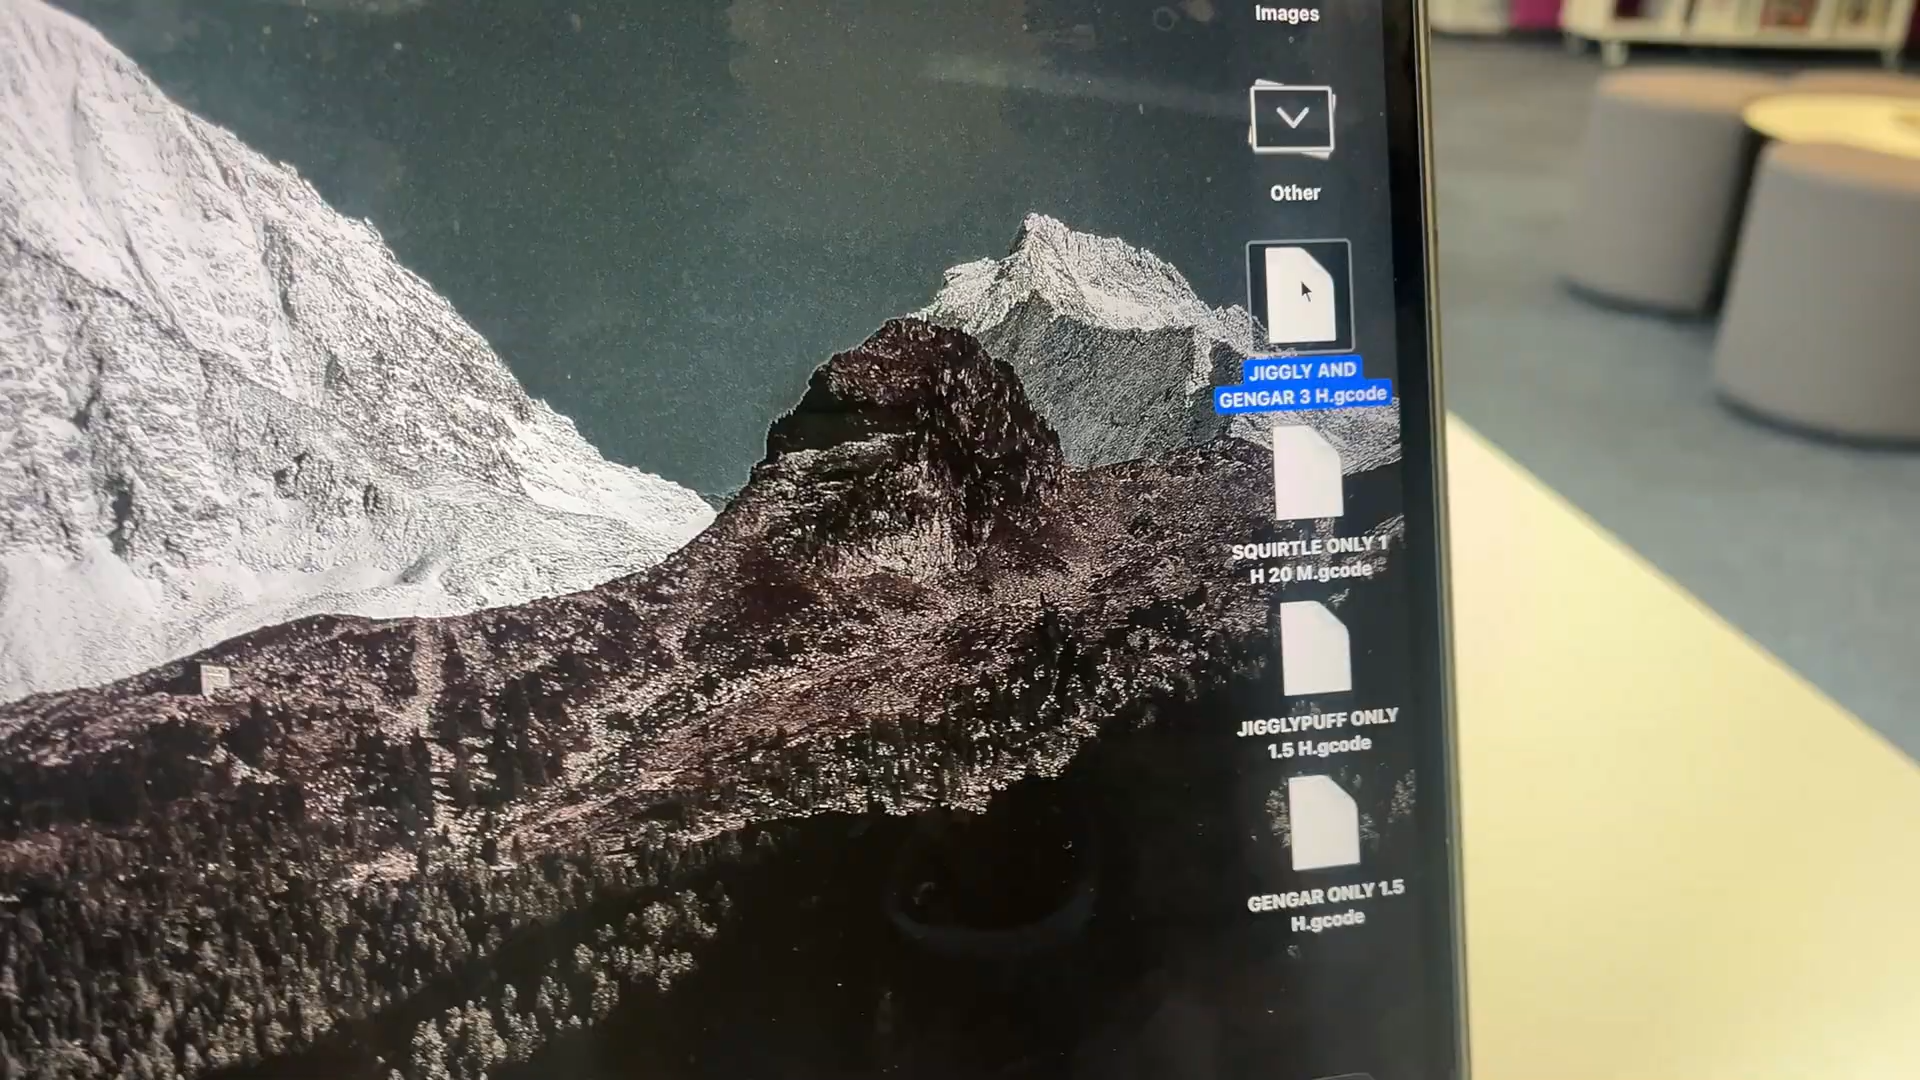 Images
Other
JIGGLY AND
GENGAR 3 H.gcode
SQUIRTLE ONLY 1
H 20 M.gcode
JIGGLYPUFF ONLY
1.5 H.gcode
GENGAR ONLY 1.5
H.gcode